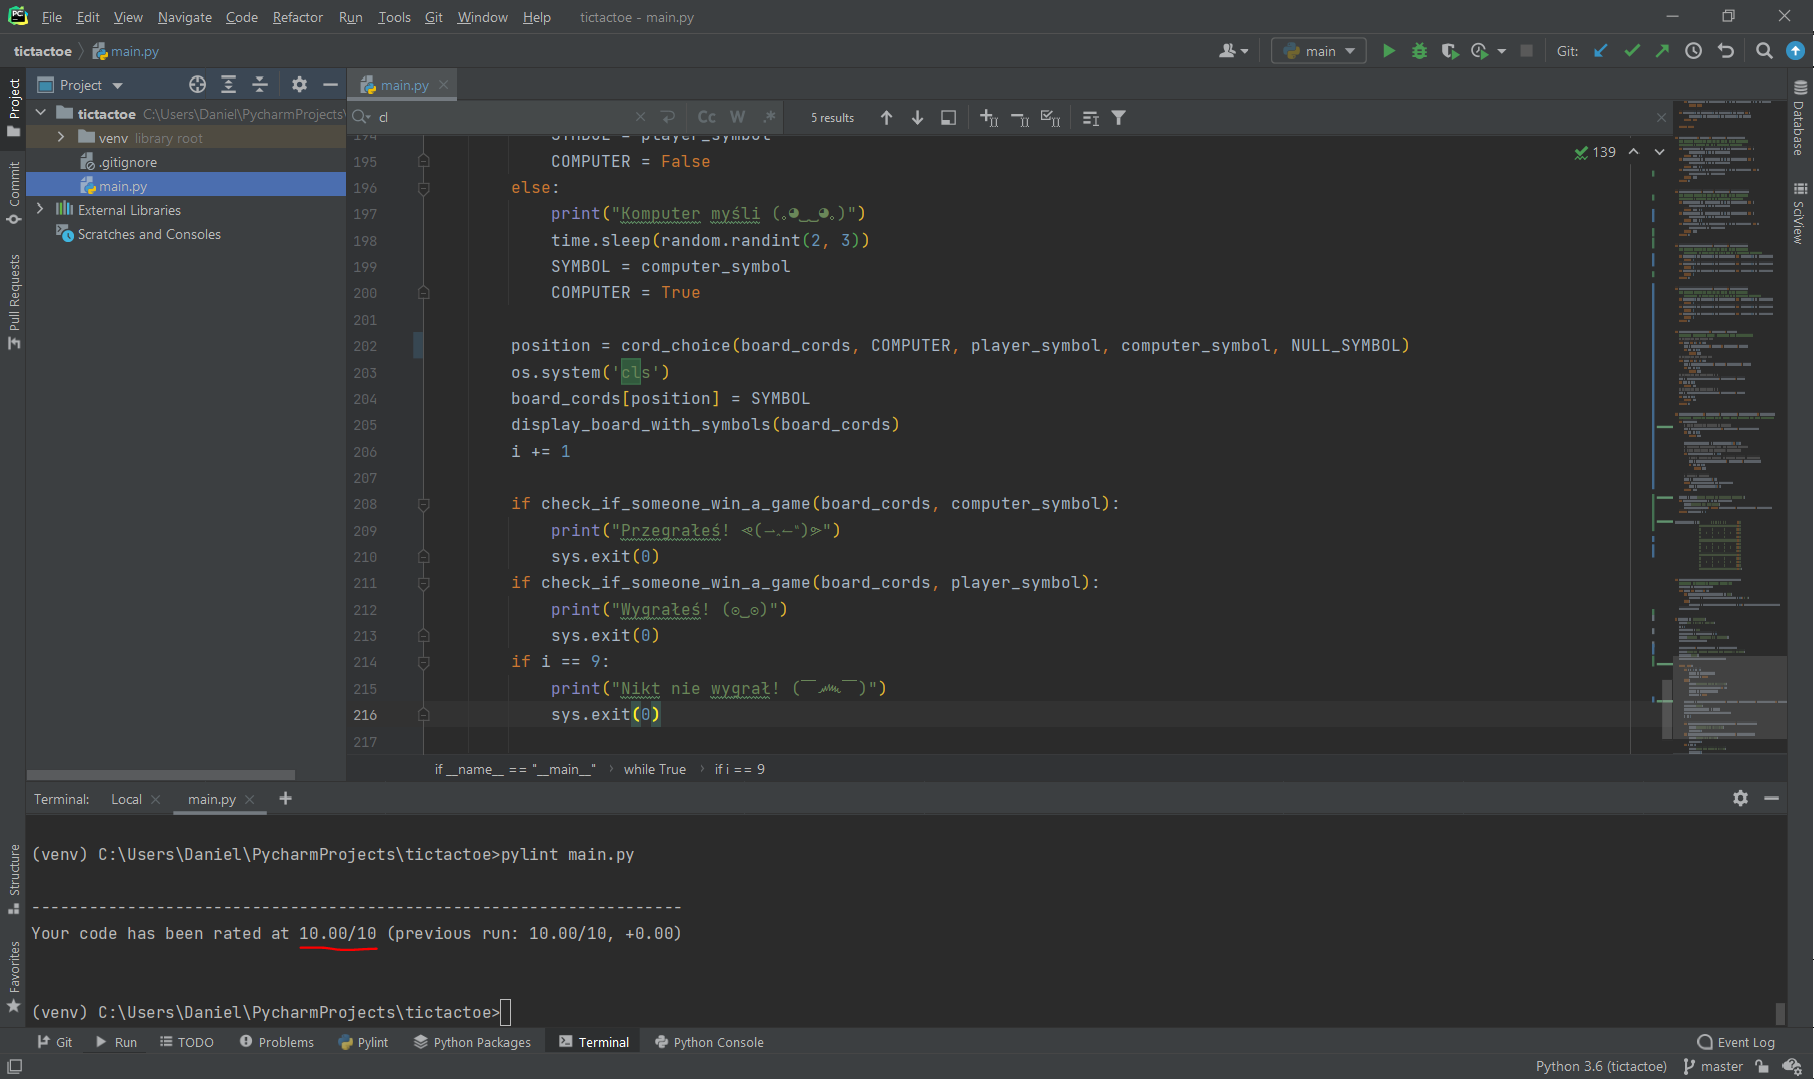 File Edit View Navigate Code Refactor Run Tools Git Window Help tictactoe - main.py
tictactoe main.py main Git:
Project main.py
cl Cc W .* 5 results
Project
Commit
Pull Requests
Structure
Favorites
Database
SciView
tictactoe C:\Users\Daniel\PycharmProjects\
venv library root
.gitignore
main.py
External Libraries
Scratches and Consoles
139
194 SYMBOL = player_symbol
195 COMPUTER = False
196 else:
197 print("Komputer myśli (｡◕‿‿◕｡)")
198 time.sleep(random.randint(2, 3))
199 SYMBOL = computer_symbol
200 COMPUTER = True
201
202 position = cord_choice(board_cords, COMPUTER, player_symbol, computer_symbol, NULL_SYMBOL)
203 os.system('cls')
204 board_cords[position] = SYMBOL
205 display_board_with_symbols(board_cords)
206 i += 1
207
208 if check_if_someone_win_a_game(board_cords, computer_symbol):
209 print("Przegrałeś! ")
210 sys.exit(0)
211 if check_if_someone_win_a_game(board_cords, player_symbol):
212 print("Wygrałeś! (⊙‿⊙)")
213 sys.exit(0)
214 if i == 9:
215 print("Nikt nie wygrał! (￣෴￣)")
216 sys.exit(0)
217
if __name__ == "__main__" while True if i == 9
Terminal: Local main.py
(venv) C:\Users\Daniel\PycharmProjects\tictactoe>pylint main.py
--------------------------------------------------------------------
Your code has been rated at 10.00/10 (previous run: 10.00/10, +0.00)
(venv) C:\Users\Daniel\PycharmProjects\tictactoe>
Git Run TODO Problems Pylint Python Packages Terminal Python Console Event Log
Python 3.6 (tictactoe) master